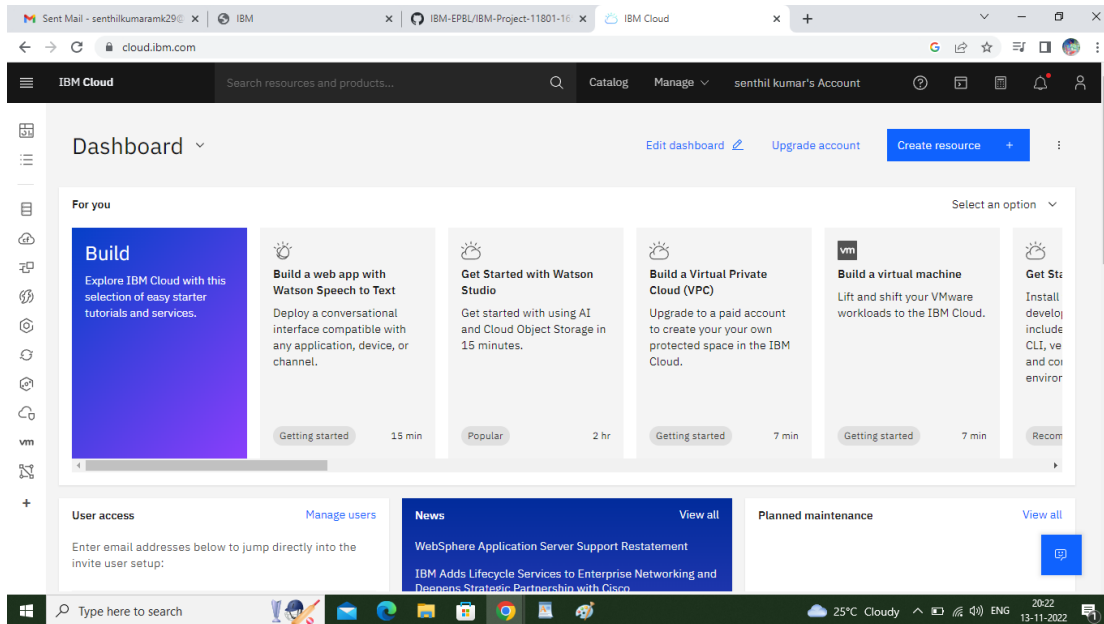 Sent Mail - senthilkumaramk29@
IBM
IBM-EPBL/IBM-Project-11801-16
IBM Cloud
cloud.ibm.com
IBM Cloud
Search resources and products...
Catalog
Manage
senthil kumar's Account
Dashboard
Edit dashboard
Upgrade account
Create resource +
For you
Select an option
Build
Explore IBM Cloud with this
selection of easy starter
tutorials and services.
Build a web app with
Watson Speech to Text
Deploy a conversational
interface compatible with
any application, device, or
channel.
Getting started
15 min
Get Started with Watson
Studio
Get started with using AI
and Cloud Object Storage in
15 minutes.
Popular
2 hr
Build a Virtual Private
Cloud (VPC)
Upgrade to a paid account
to create your your own
protected space in the IBM
Cloud.
Getting started
7 min
vm
Build a virtual machine
Lift and shift your VMware
workloads to the IBM Cloud.
Getting started
7 min
Get Sta
Install
develop
include
CLI, ve
and co
enviror
Recom
vm
User access
Manage users
Enter email addresses below to jump directly into the
invite user setup:
News
View all
WebSphere Application Server Support Restatement
IBM Adds Lifecycle Services to Enterprise Networking and
Deepens Strategic Partnership with Cisco
Planned maintenance
View all
Type here to search
25°C Cloudy
ENG
20:22
13-11-2022
1